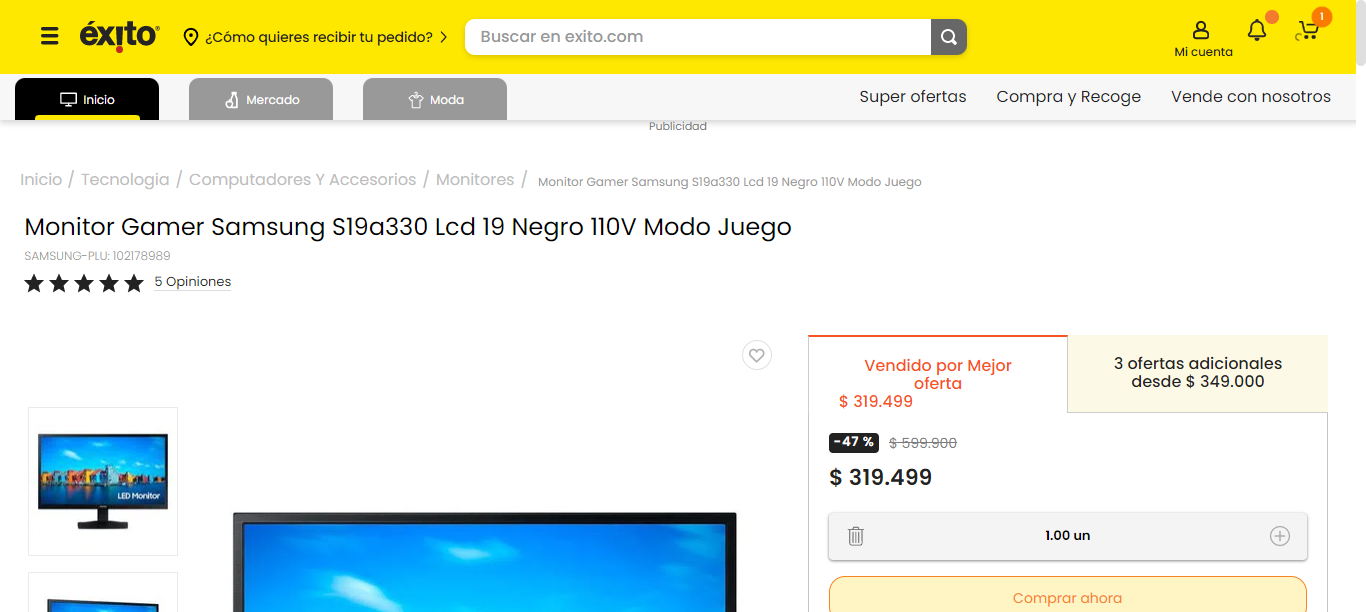 éxito
¿Cómo quieres recibir tu pedido?
Buscar en exito.com
Mi cuenta
1
Inicio
Mercado
Moda
Super ofertas
Compra y Recoge
Vende con nosotros
Publicidad
Inicio / Tecnologia / Computadores Y Accesorios / Monitores / Monitor Gamer Samsung S19a330 Lcd 19 Negro 110V Modo Juego
Monitor Gamer Samsung S19a330 Lcd 19 Negro 110V Modo Juego
SAMSUNG-PLU: 102178989
5 Opiniones
Vendido por Mejor
oferta
$ 319.499
3 ofertas adicionales
desde $ 349.000
-47 % $ 599.900
$ 319.499
LED Monitor
1.00 un
Comprar ahora